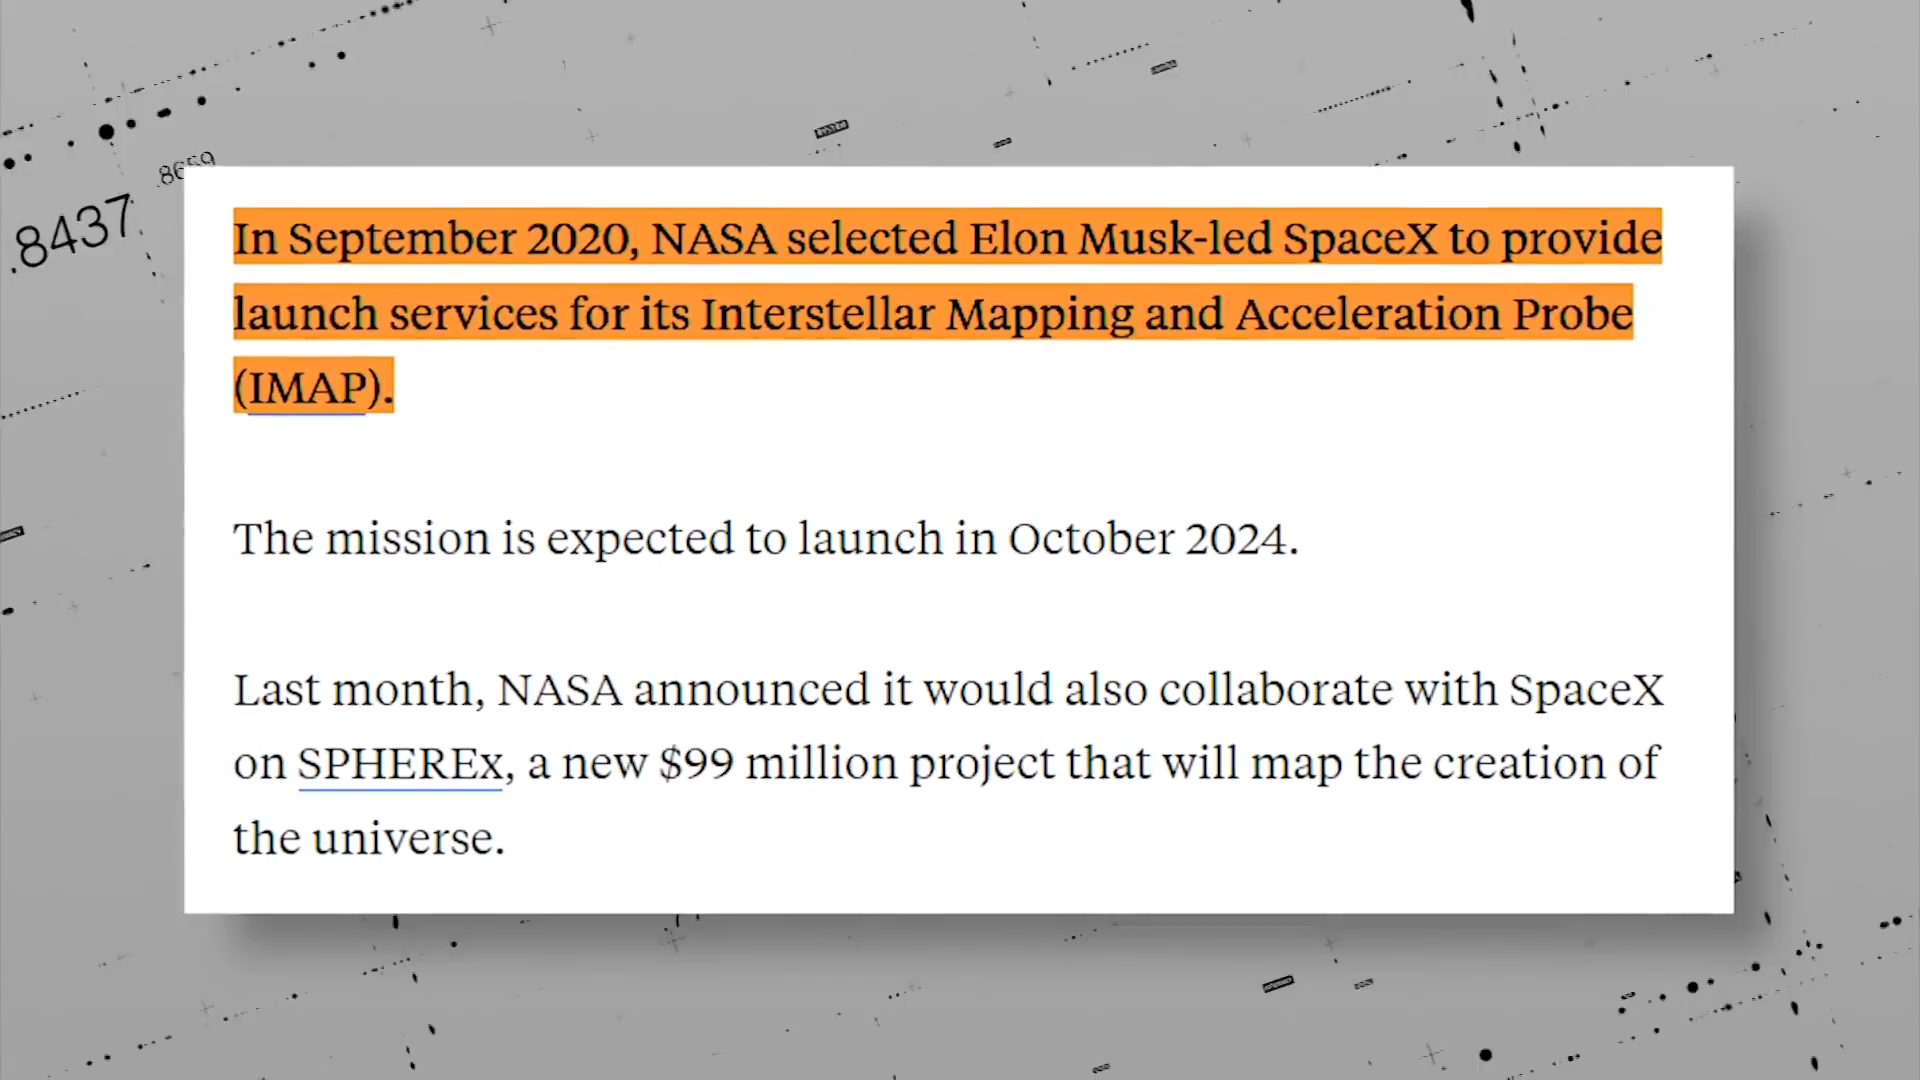 .8659
.8437
In September 2020, NASA selected Elon Musk-led SpaceX to provide
launch services for its Interstellar Mapping and Acceleration Probe
(IMAP).
The mission is expected to launch in October 2024.
Last month, NASA announced it would also collaborate with SpaceX
on SPHEREx, a new $99 million project that will map the creation of
the universe.